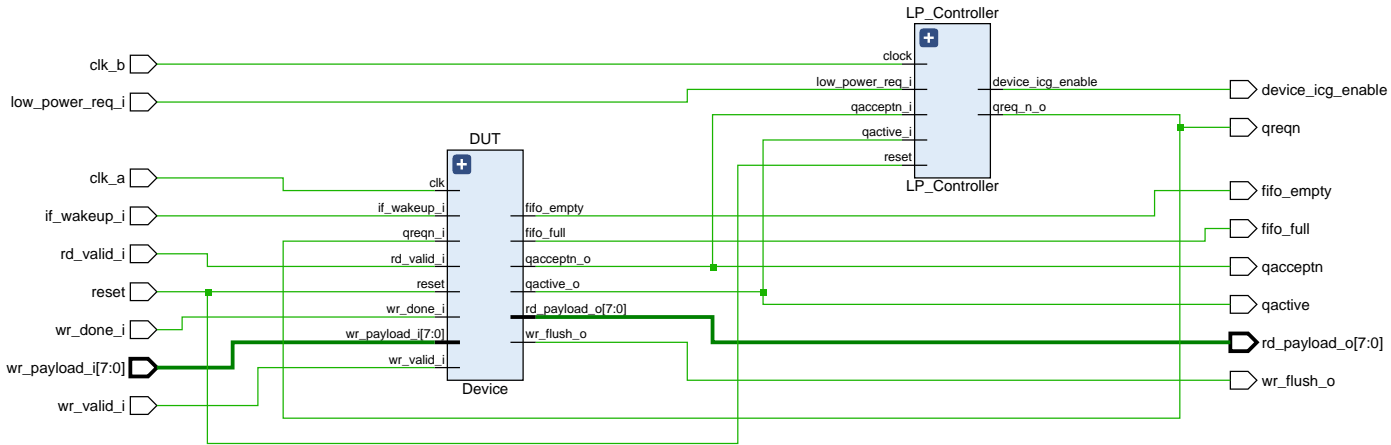 LP_Controller
clk_b
clock
low_power_req_i
low_power_req_i
device_icg_enable
device_icg_enable
qacceptn_i
qreq_n_o
qreqn
qactive_i
reset
LP_Controller
DUT
clk_a
clk
if_wakeup_i
if_wakeup_i
fifo_empty
fifo_empty
qreqn_i
fifo_full
fifo_full
rd_valid_i
rd_valid_i
qacceptn_o
qacceptn
reset
reset
qactive_o
qactive
wr_done_i
wr_done_i
rd_payload_o[7:0]
rd_payload_o[7:0]
wr_payload_i[7:0]
wr_payload_i[7:0]
wr_flush_o
wr_flush_o
wr_valid_i
wr_valid_i
Device